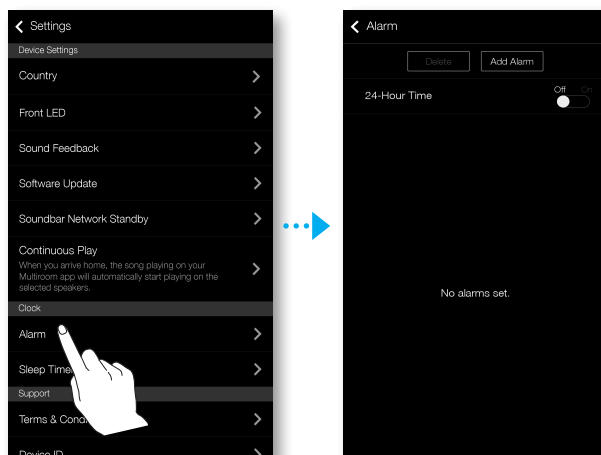 Settings
Device Settings
Country
Front LED
Sound Feedback
Software Update
Soundbar Network Standby
Continuous Play
When you arrive home, the song playing on your
Multiroom app will automatically start playing on the
selected speakers.
Clock
Alarm
Sleep Time
Support
Terms & Cond
Device ID
Alarm
Delete
Add Alarm
24-Hour Time
Off On
No alarms set.